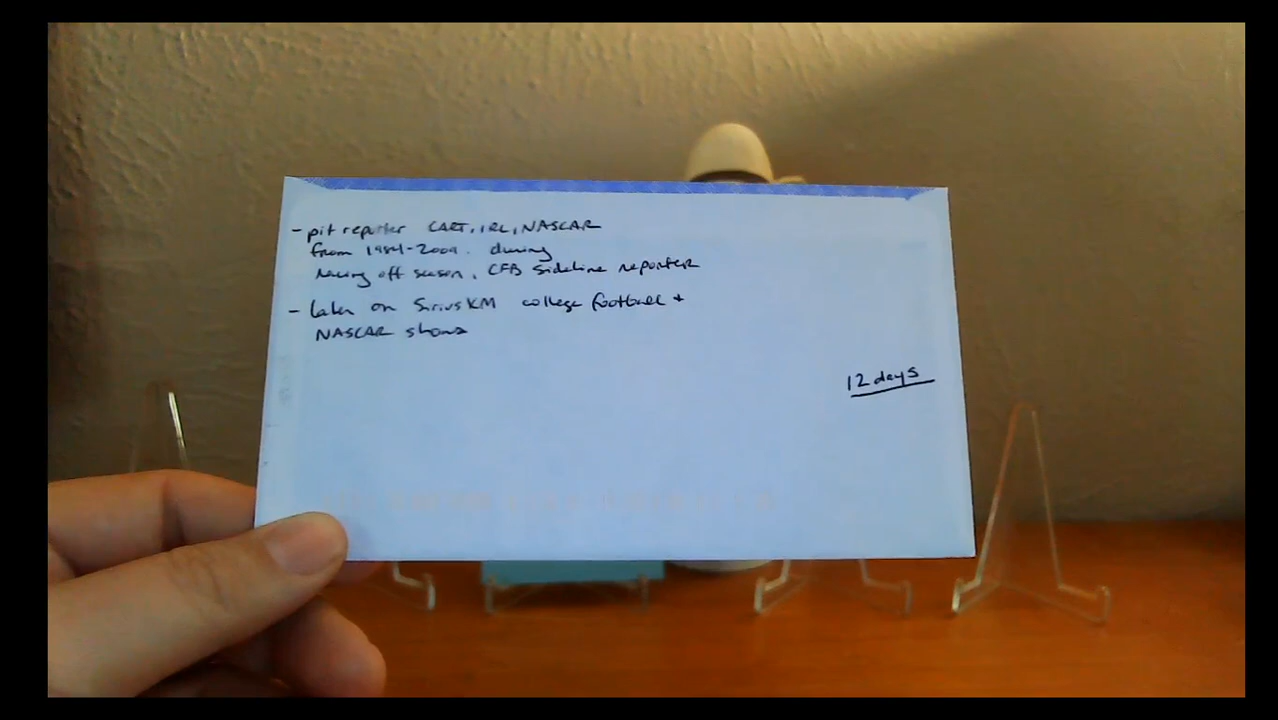 - pit reporter CART, IRL, NASCAR
from 1984-2009. during
racing off season, CFB sideline reporter
- later on SiriusXM college football +
NASCAR shows
12 days